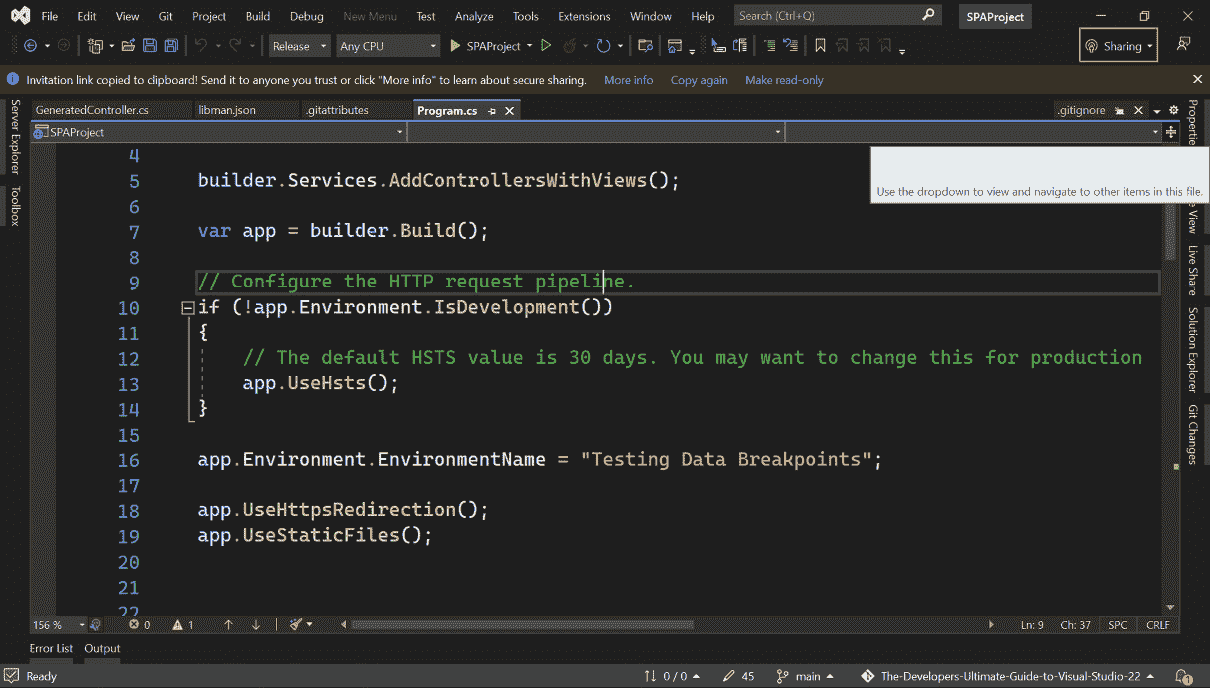 File Edit View Git Project Build Debug New Menu Test Analyze Tools Extensions Window Help Search (Ctrl+Q) SPAProject
Release Any CPU SPAProject Sharing
Invitation link copied to clipboard! Send it to anyone you trust or click "More info" to learn about secure sharing. More info Copy again Make read-only
GeneratedController.cs libman.json .gitattributes Program.cs .gitignore
SPAProject
Server Explorer
Toolbox
Use the dropdown to view and navigate to other items in this file.
4
5 builder.Services.AddControllersWithViews();
6
7 var app = builder.Build();
8
9 // Configure the HTTP request pipeline.
10 if (!app.Environment.IsDevelopment())
11 {
12 // The default HSTS value is 30 days. You may want to change this for production
13 app.UseHsts();
14 }
15
16 app.Environment.EnvironmentName = "Testing Data Breakpoints";
17
18 app.UseHttpsRedirection();
19 app.UseStaticFiles();
20
21
22
View
Live Share
Solution Explorer
Git Changes
156 % 0 1 Ln: 9 Ch: 37 SPC CRLF
Error List Output
Ready 0 / 0 45 main The-Developers-Ultimate-Guide-to-Visual-Studio-22 1